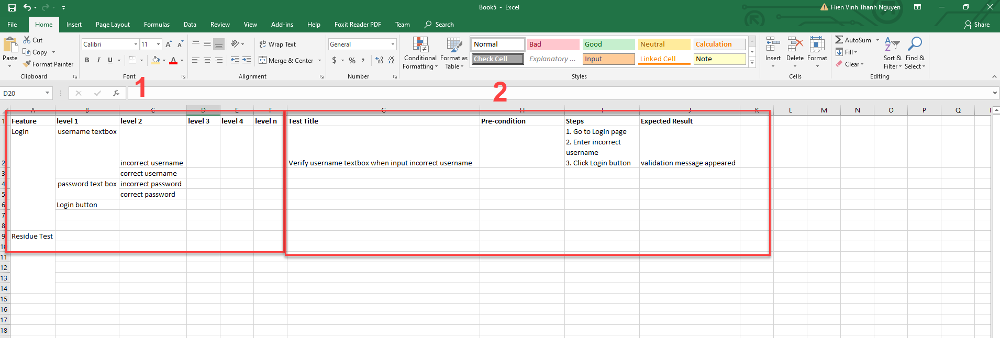 Book5 - Excel
Hien Vinh Thanh Nguyen
File Home Insert Page Layout Formulas Data Review View Add-ins Help Foxit Reader PDF Team Search Share
Paste
Cut
Copy
Format Painter
Clipboard
Calibri 11
B I U
Font
Wrap Text
Merge & Center
Alignment
General
$ % ,
Number
Conditional Formatting
Format as Table
Normal Bad Good Neutral Calculation
Check Cell Explanatory ... Input Linked Cell Note
Styles
Insert Delete Format
Cells
AutoSum
Fill
Clear
Sort & Filter
Find & Select
Editing
1 2
D20 fx
A B C D E F G H I J K L M N O P Q
1 Feature level 1 level 2 level 3 level 4 level n Test Title Pre-condition Steps Expected Result
Login username textbox 1. Go to Login page
2. Enter incorrect
username
2 incorrect username Verify username textbox when input incorrect username 3. Click Login button validation message appeared
3 correct username
4 password text box incorrect password
5 correct password
6 Login button
7
8
9 Residue Test
10
11
12
13
14
15
16
17
18